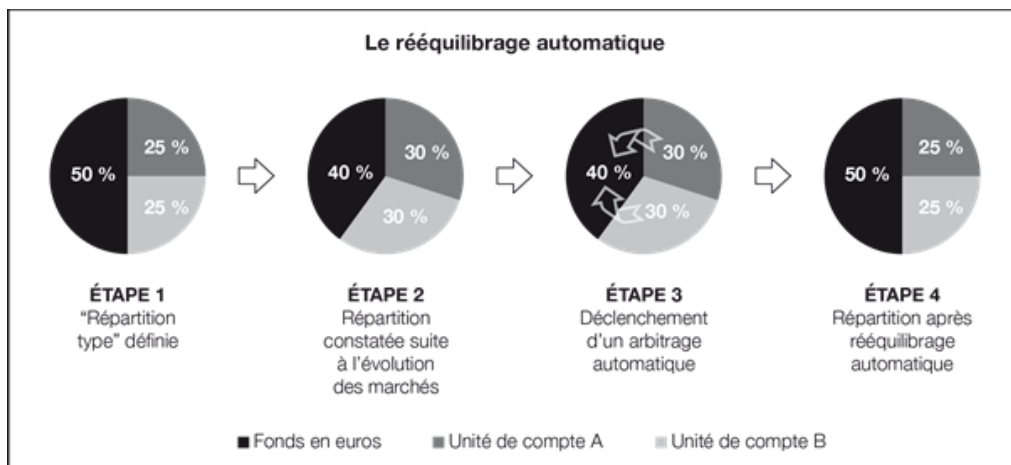 Le rééquilibrage automatique
50 %
25 %
25 %
40 %
30 %
30 %
40 %
30 %
30 %
50 %
25 %
25 %
ÉTAPE 1
“Répartition
type” définie
ÉTAPE 2
Répartition
constatée suite
à l’évolution
des marchés
ÉTAPE 3
Déclenchement
d’un arbitrage
automatique
ÉTAPE 4
Répartition après
rééquilibrage
automatique
Fonds en euros
Unité de compte A
Unité de compte B